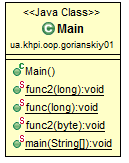 <<Java Class>>
Main
ua.khpi.oop.gorianskiy01
Main()
func2(long):void
func(long):void
func2(byte):void
main(String[]):void